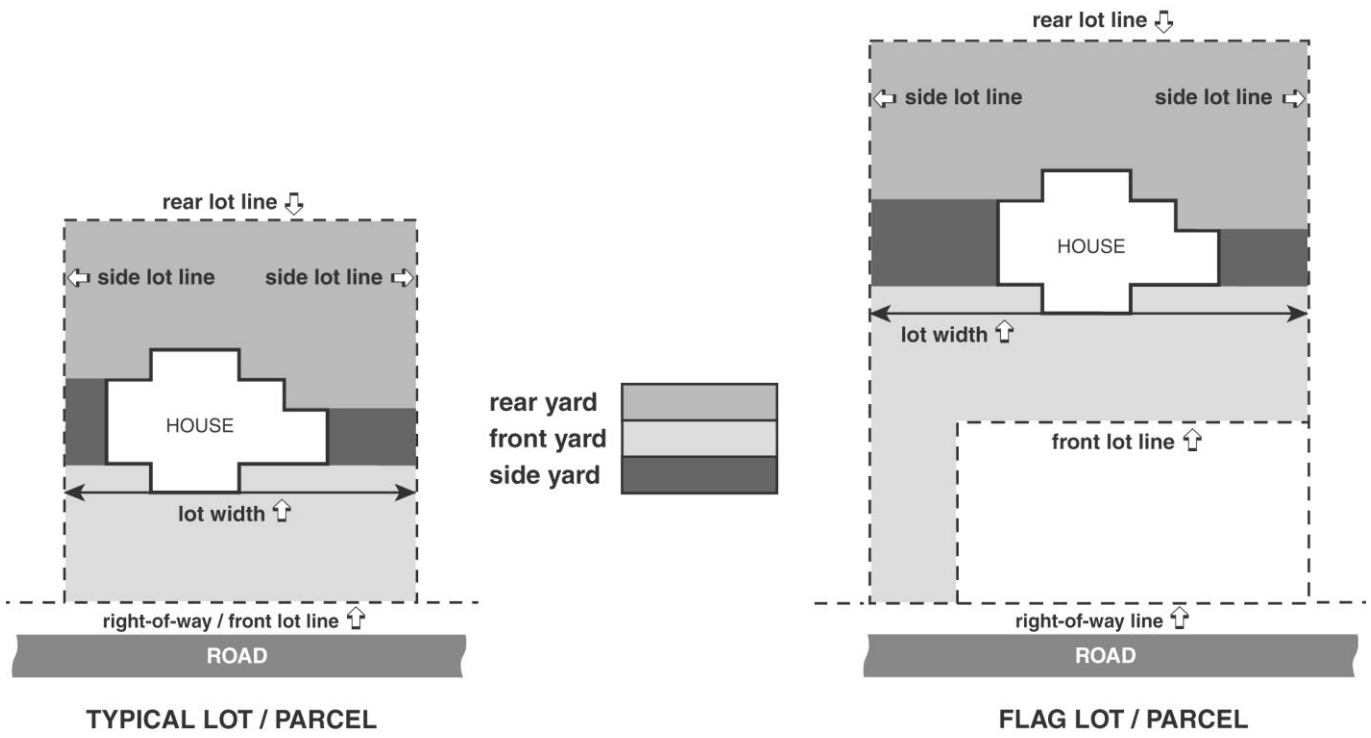 rear lot line
side lot line
side lot line
HOUSE
lot width
right-of-way / front lot line
ROAD
TYPICAL LOT / PARCEL
rear yard
front yard
side yard
rear lot line
side lot line
side lot line
HOUSE
lot width
front lot line
right-of-way line
ROAD
FLAG LOT / PARCEL